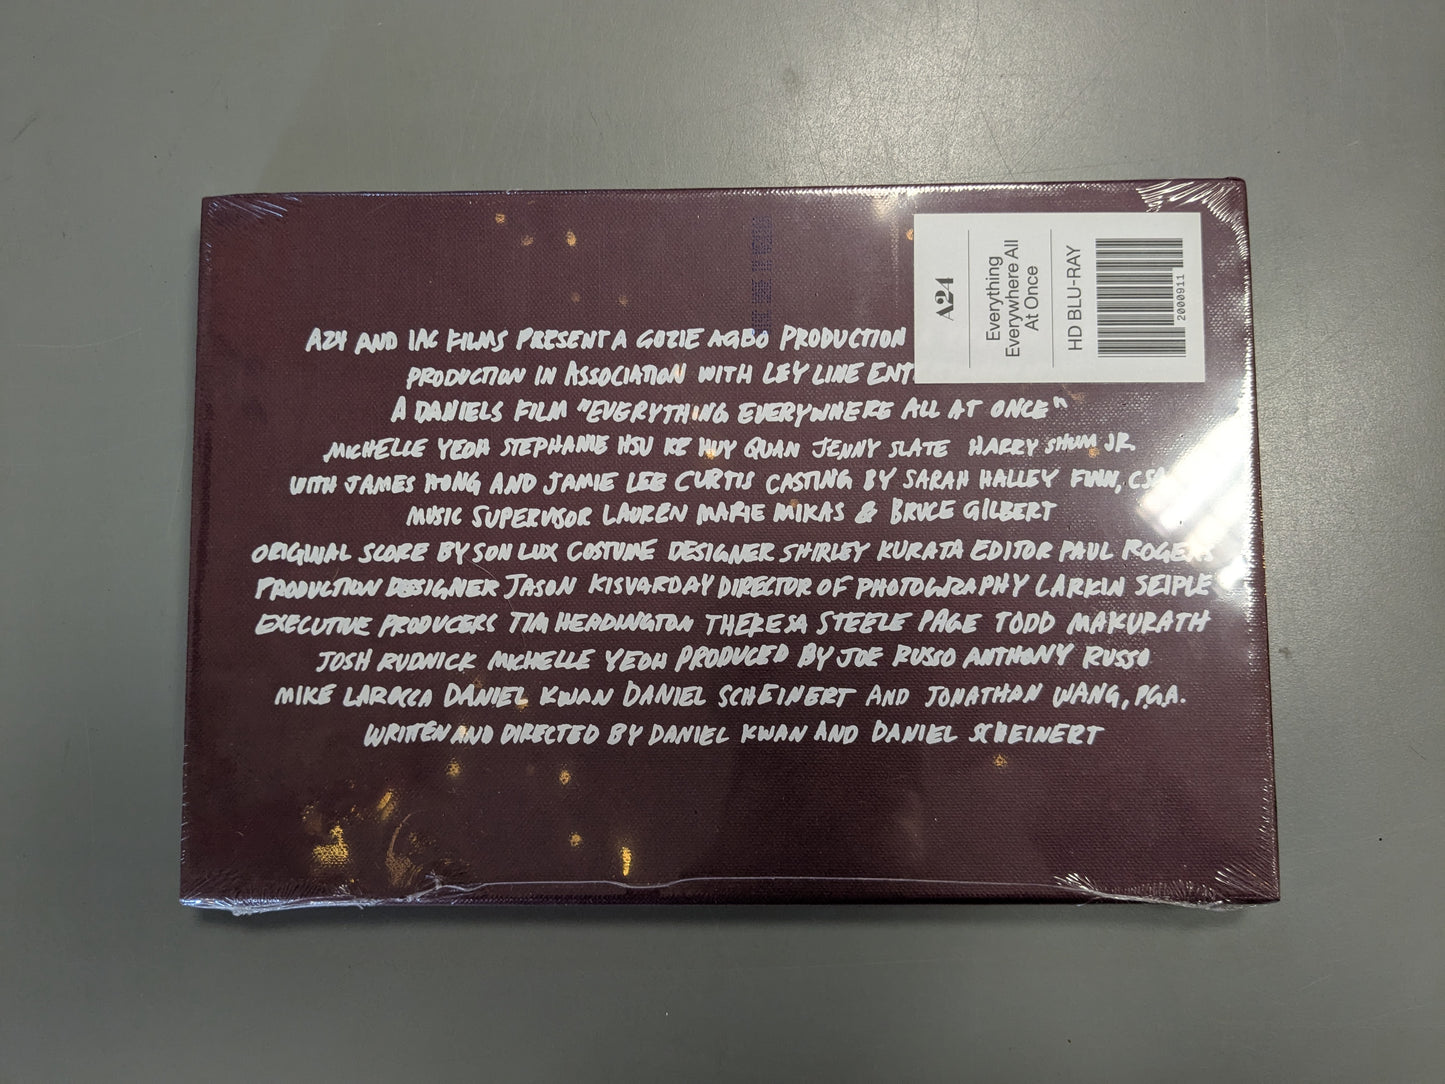 A24 AND IAC FILMS PRESENT A GOZIE AGBO PRODUCTION
PRODUCTION IN ASSOCIATION WITH LEY LINE ENT
A DANIELS FILM "EVERYTHING EVERYWHERE ALL AT ONCE"
MICHELLE YEOH STEPHANIE HSU KE HUY QUAN JENNY SLATE HARRY SHUM JR.
WITH JAMES HONG AND JAMIE LEE CURTIS CASTING BY SARAH HALLEY FINN, CSA
MUSIC SUPERVISOR LAUREN MARIE MIKAS & BRUCE GILBERT
ORIGINAL SCORE BY SON LUX COSTUME DESIGNER SHIRLEY KURATA EDITOR PAUL ROGERS
PRODUCTION DESIGNER JASON KISVARDAY DIRECTOR OF PHOTOGRAPHY LARKIN SEIPLE
EXECUTIVE PRODUCERS TIM HEADINGTON THERESA STEELE PAGE TODD MAKURATH
JOSH RUDNICK MICHELLE YEOH PRODUCED BY JOE RUSSO ANTHONY RUSSO
MIKE LAROCCA DANIEL KWAN DANIEL SCHEINERT AND JONATHAN WANG, P.G.A.
WRITTEN AND DIRECTED BY DANIEL KWAN AND DANIEL SCHEINERT
A24
Everything
Everywhere All
At Once
HD BLU-RAY
2000911